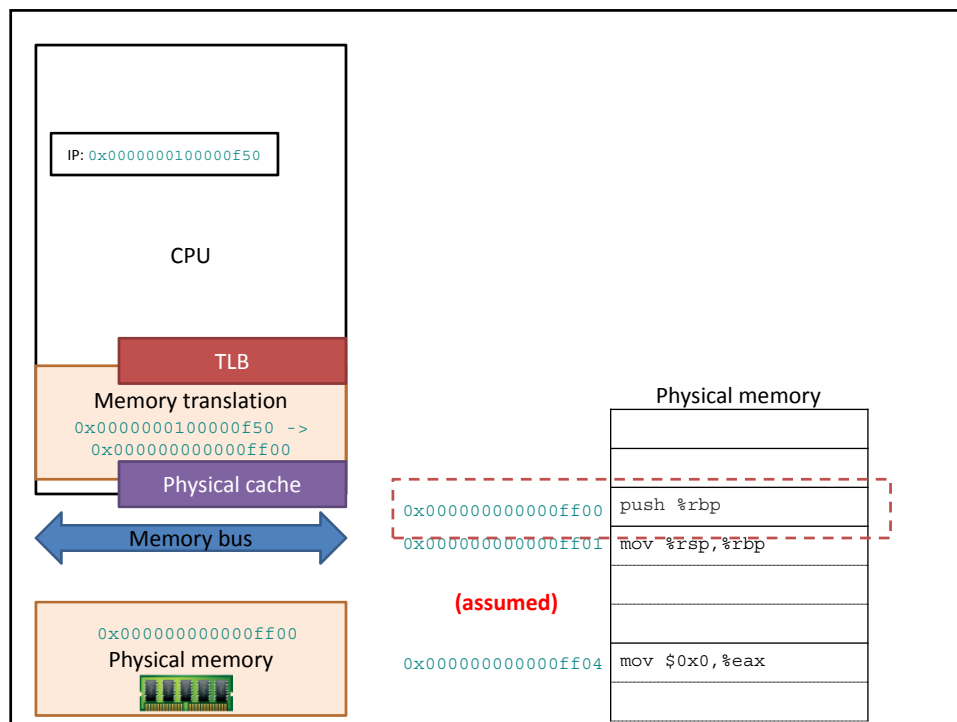 IP: 0x0000000100000f50
CPU
TLB
Memory translation
0x0000000100000f50 ->
0x000000000000ff00
Physical cache
Memory bus
0x000000000000ff00
Physical memory
Physical memory
0x000000000000ff00 push %rbp
0x000000000000ff01 mov %rsp,%rbp
(assumed)
0x000000000000ff04 mov $0x0,%eax